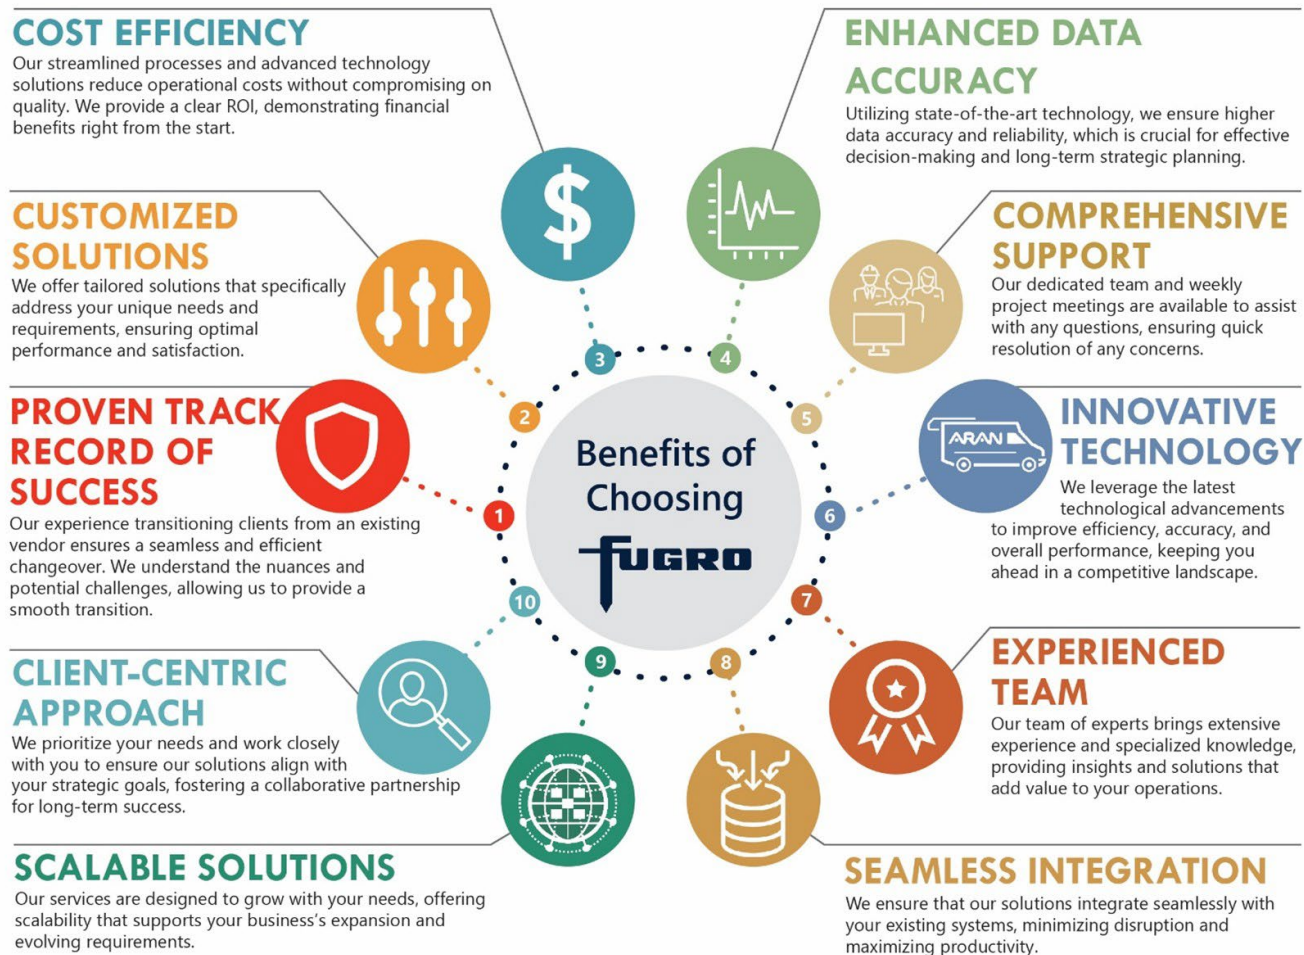 COST EFFICIENCY
Our streamlined processes and advanced technology
solutions reduce operational costs without compromising on
quality. We provide a clear ROI, demonstrating financial
benefits right from the start.
ENHANCED DATA
ACCURACY
Utilizing state-of-the-art technology, we ensure higher
data accuracy and reliability, which is crucial for effective
decision-making and long-term strategic planning.
CUSTOMIZED
SOLUTIONS
We offer tailored solutions that specifically
address your unique needs and
requirements, ensuring optimal
performance and satisfaction.
$
COMPREHENSIVE
SUPPORT
Our dedicated team and weekly
project meetings are available to assist
with any questions, ensuring quick
resolution of any concerns.
PROVEN TRACK
RECORD OF
SUCCESS
Our experience transitioning clients from an existing
vendor ensures a seamless and efficient
changeover. We understand the nuances and
potential challenges, allowing us to provide a
smooth transition.
3
4
2
5
1
6
10
7
9
8
Benefits of
Choosing
FUGRO
ARAN
INNOVATIVE
TECHNOLOGY
We leverage the latest
technological advancements
to improve efficiency, accuracy, and
overall performance, keeping you
ahead in a competitive landscape.
CLIENT-CENTRIC
APPROACH
We prioritize your needs and work closely
with you to ensure our solutions align with
your strategic goals, fostering a collaborative partnership
for long-term success.
EXPERIENCED
TEAM
Our team of experts brings extensive
experience and specialized knowledge,
providing insights and solutions that
add value to your operations.
SCALABLE SOLUTIONS
Our services are designed to grow with your needs, offering
scalability that supports your business's expansion and
evolving requirements.
SEAMLESS INTEGRATION
We ensure that our solutions integrate seamlessly with
your existing systems, minimizing disruption and
maximizing productivity.